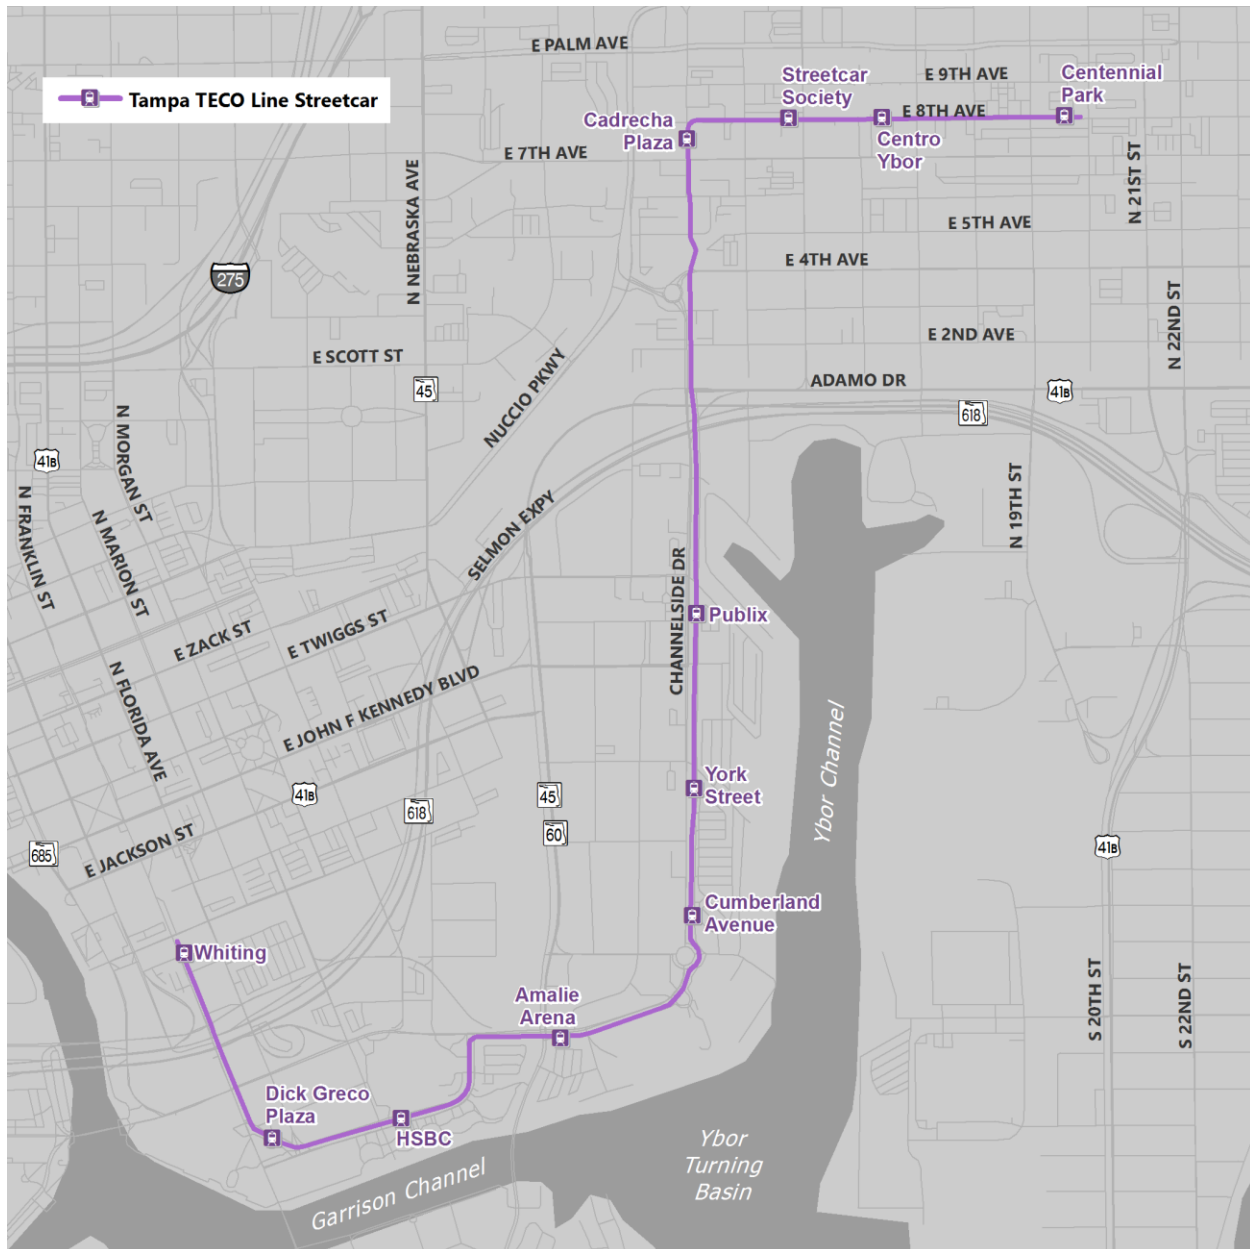 E PALM AVE
Tampa TECO Line Streetcar
Streetcar
Society
E 9TH AVE
Centennial
Park
E 8TH AVE
Cadrecha
Plaza
Centro
Ybor
E 7TH AVE
N NEBRASKA AVE
N 21ST ST
E 5TH AVE
E 4TH AVE
275
N 22ND ST
E 2ND AVE
E SCOTT ST
ADAMO DR
45
41B
618
NUCCIO PKWY
N MORGAN ST
41B
N FRANKLIN ST
N MARION ST
SELMON EXPY
N 19TH ST
CHANNELSIDE DR
Publix
E ZACK ST
E TWIGGS ST
N FLORIDA AVE
E JOHN F KENNEDY BLVD
Ybor Channel
York
Street
41B
618
45
60
685
E JACKSON ST
41B
Cumberland
Avenue
Whiting
Amalie
Arena
S 20TH ST
S 22ND ST
Dick Greco
Plaza
HSBC
Garrison Channel
Ybor
Turning
Basin